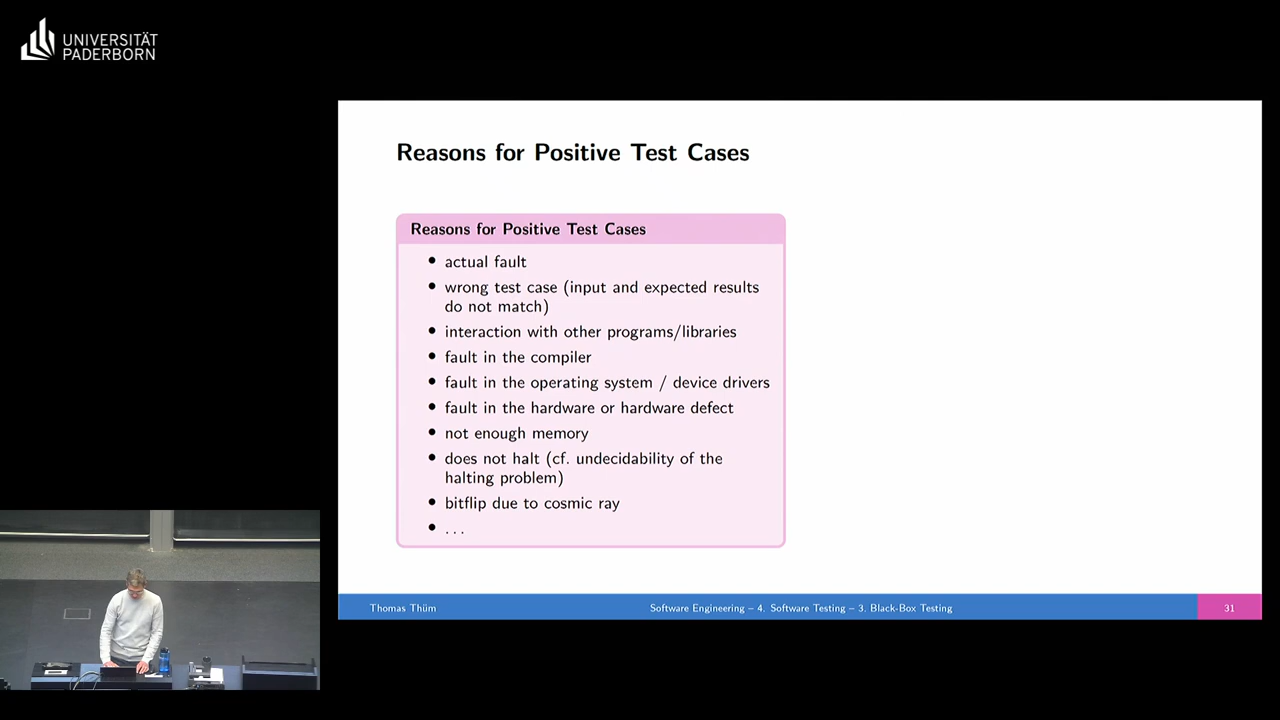 UNIVERSITÄT
PADERBORN
Reasons for Positive Test Cases
Reasons for Positive Test Cases
• actual fault
• wrong test case (input and expected results
do not match)
• interaction with other programs/libraries
• fault in the compiler
• fault in the operating system / device drivers
• fault in the hardware or hardware defect
• not enough memory
• does not halt (cf. undecidability of the
halting problem)
• bitflip due to cosmic ray
• . . .
Thomas Thüm
Software Engineering – 4. Software Testing – 3. Black-Box Testing
31